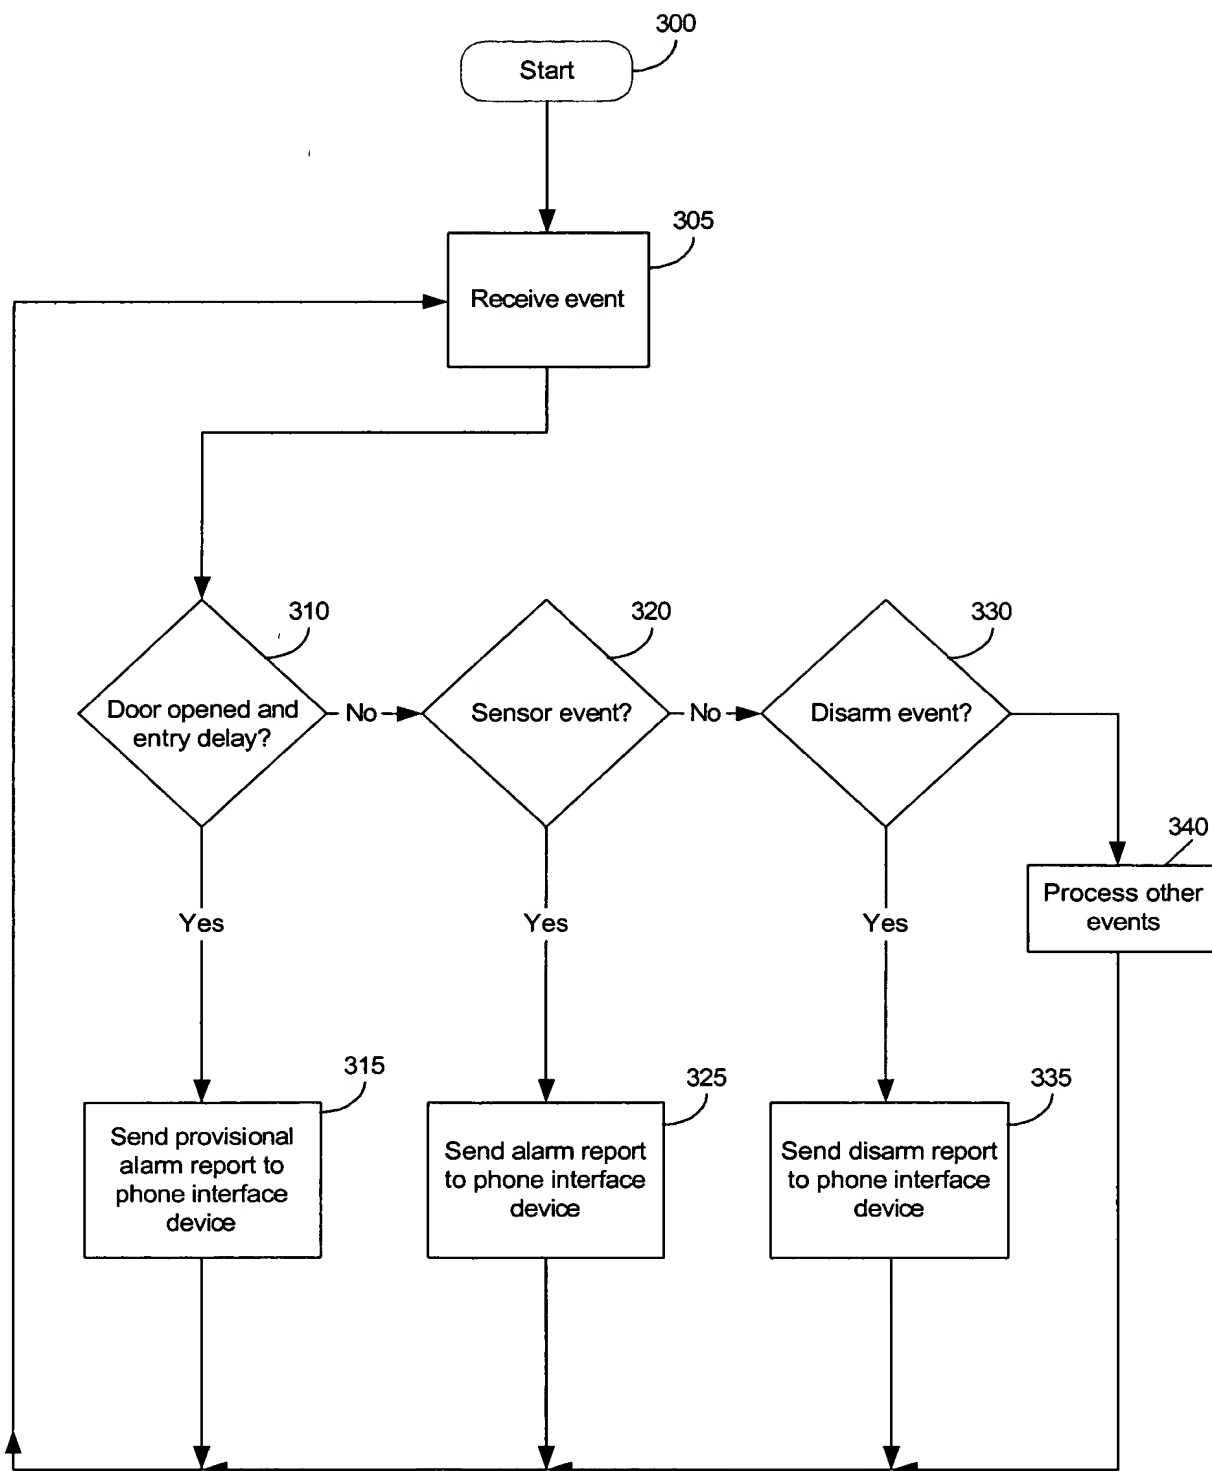 300
Start
305
Receive event
310
320
330
Door opened and
entry delay?
No
Sensor event?
No
Disarm event?
340
Process other
events
Yes
Yes
Yes
315
325
335
Send provisional
alarm report to
phone interface
device
Send alarm report
to phone interface
device
Send disarm report
to phone interface
device